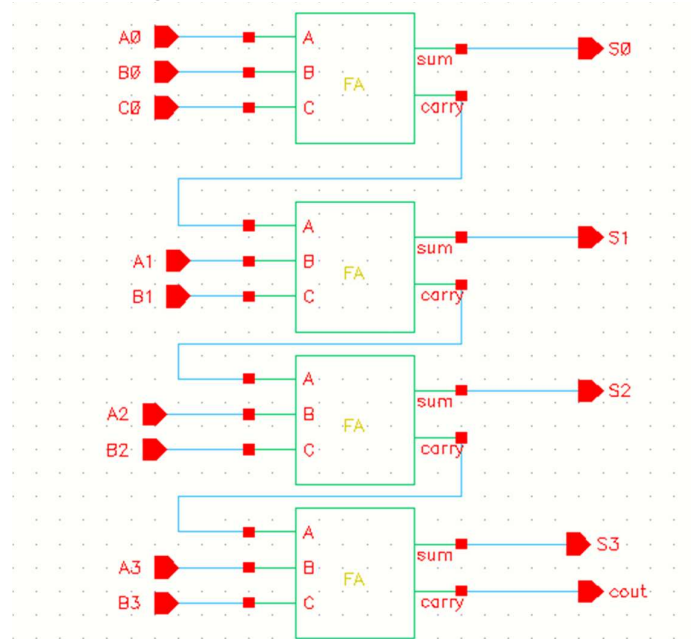 A0 A sum S0
B0 B FA
C0 C carry
A sum S1
A1 B FA
B1 C carry
A sum S2
A2 B FA
B2 C carry
A sum S3
A3 B FA
B3 C carry cout